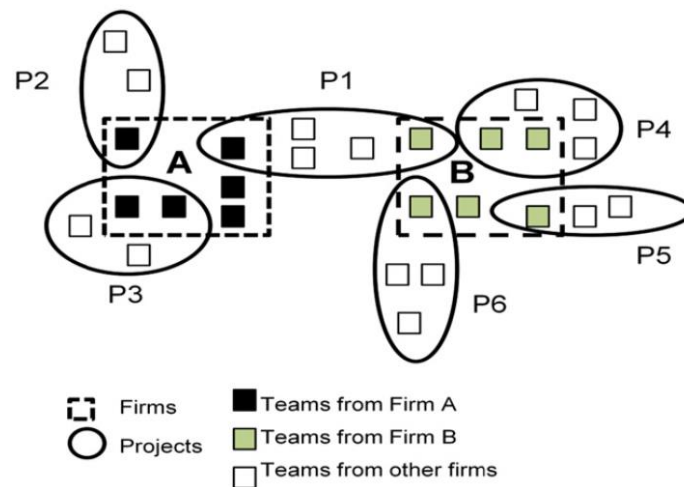 P2
P1
P4
A
B
P3
P5
P6
Firms
Projects
Teams from Firm A
Teams from Firm B
Teams from other firms